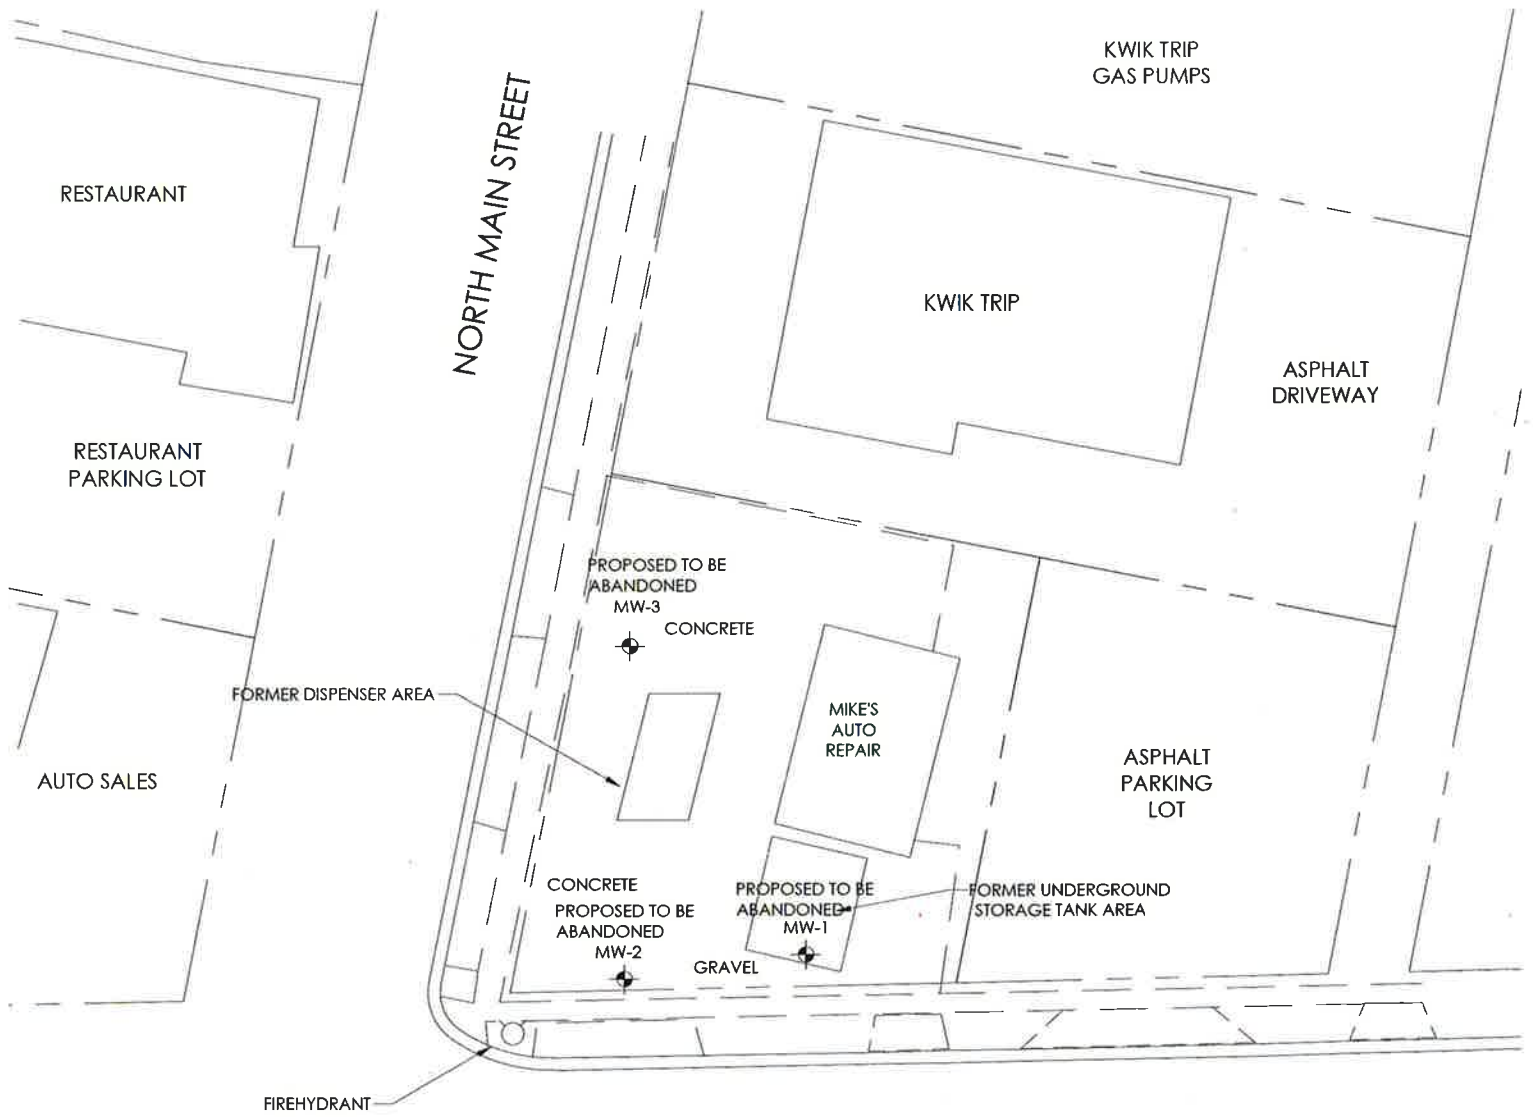 KWIK TRIP
GAS PUMPS
NORTH MAIN STREET
RESTAURANT
KWIK TRIP
ASPHALT
DRIVEWAY
RESTAURANT
PARKING LOT
PROPOSED TO BE
ABANDONED
MW-3
CONCRETE
FORMER DISPENSER AREA
MIKE'S
AUTO
REPAIR
AUTO SALES
ASPHALT
PARKING
LOT
CONCRETE
PROPOSED TO BE
ABANDONED
MW-2
PROPOSED TO BE
ABANDONED
MW-1
FORMER UNDERGROUND
STORAGE TANK AREA
GRAVEL
FIREHYDRANT